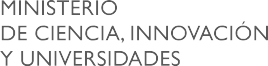 MINISTERIO
DE CIENCIA, INNOVACIÓN
Y UNIVERSIDADES